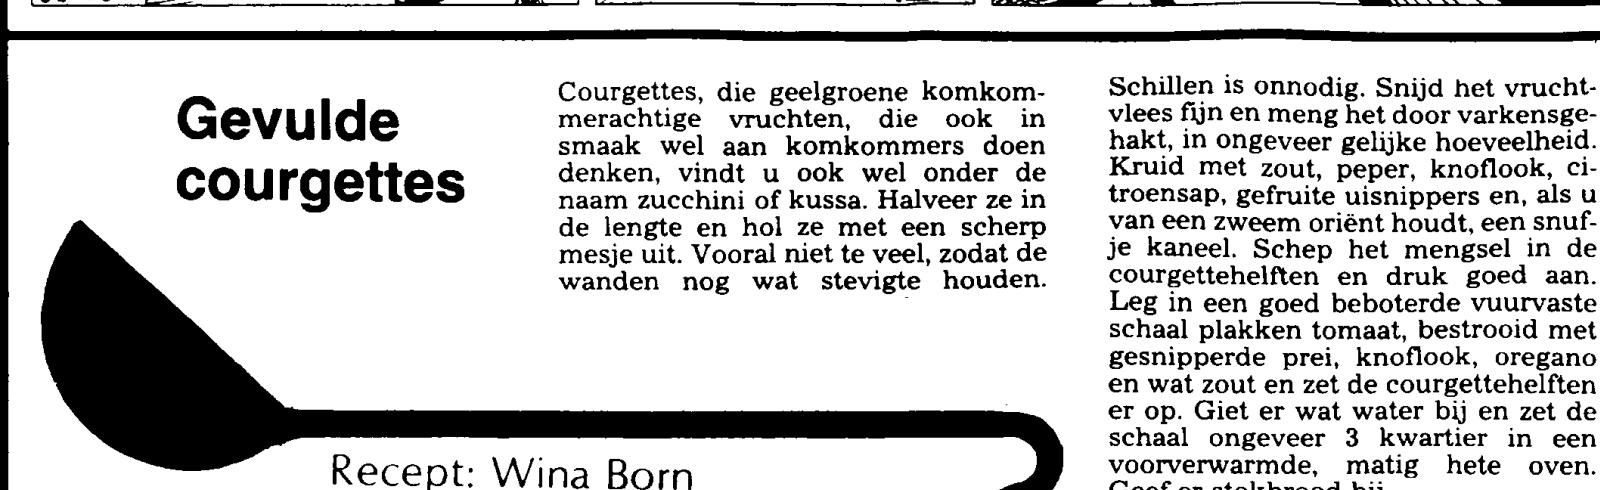 Gevulde
courgettes
Courgettes, die geelgroene komkom-
merachtige vruchten, die ook in
smaak wel aan komkommers doen
denken, vindt u ook wel onder de
naam zucchini of kussa. Halveer ze in
de lengte en hol ze met een scherp
mesje uit. Vooral niet te veel, zodat de
wanden nog wat stevigte houden.
Schillen is onnodig. Snijd het vrucht-
vlees fijn en meng het door varkensge-
hakt, in ongeveer gelijke hoeveelheid.
Kruid met zout, peper, knoflook, ci-
troensap, gefruite uisnippers en, als u
van een zweem oriënt houdt, een snuf-
je kaneel. Schep het mengsel in de
courgettehelften en druk goed aan.
Leg in een goed beboterde vuurvaste
schaal plakken tomaat, bestrooid met
gesnipperde prei, knoflook, oregano
en wat zout en zet de courgettehelften
er op. Giet er wat water bij en zet de
schaal ongeveer 3 kwartier in een
voorverwarmde, matig hete oven.
Geef er stokbrood bij
Recept: Wina Born